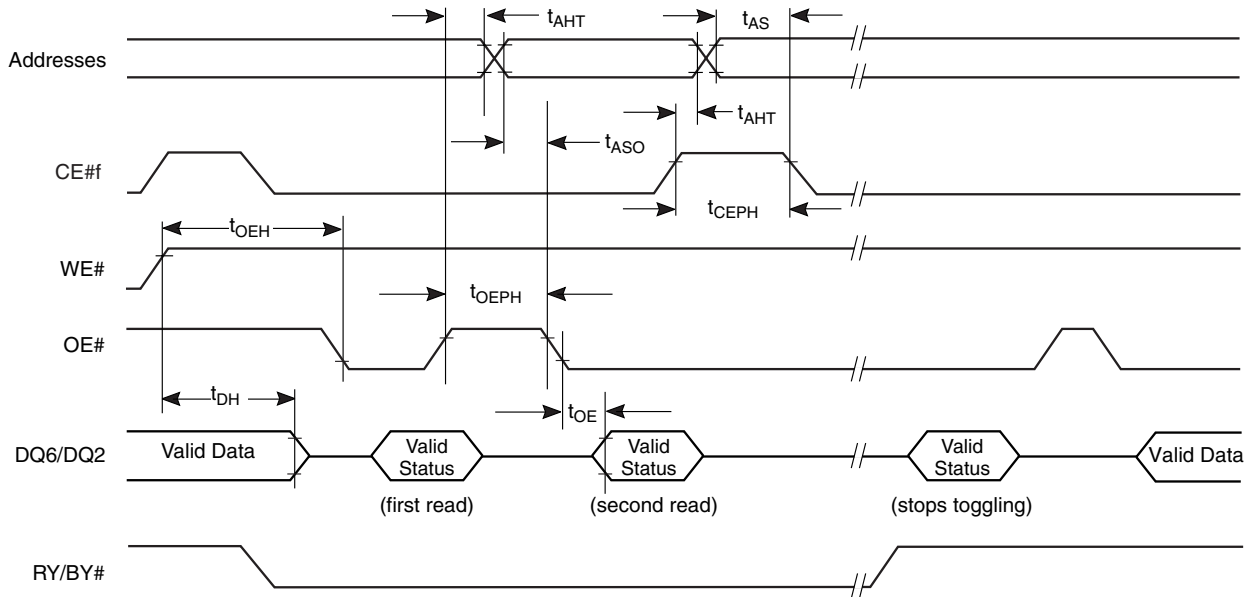 tAHT
tAS
Addresses
tAHT
tASO
CE#f
tCEPH
tOEH
WE#
tOEPH
OE#
tDH
tOE
DQ6/DQ2
Valid Data
Valid
Status
Valid
Status
Valid
Status
Valid Data
(first read)
(second read)
(stops toggling)
RY/BY#